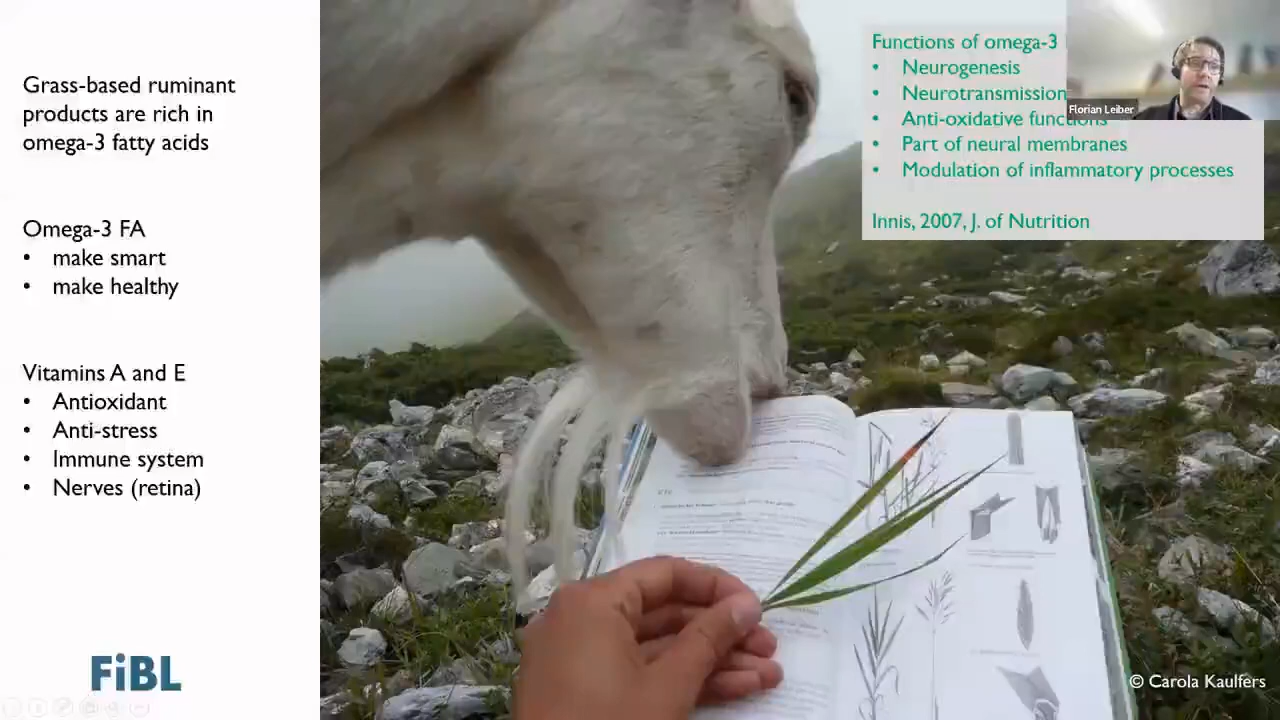 Grass-based ruminant
products are rich in
omega-3 fatty acids
Omega-3 FA
• make smart
• make healthy
Vitamins A and E
• Antioxidant
• Anti-stress
• Immune system
• Nerves (retina)
FiBL
Functions of omega-3
• Neurogenesis
• Neurotransmission
• Anti-oxidative functions
• Part of neural membranes
• Modulation of inflammatory processes
Innis, 2007, J. of Nutrition
Florian Leiber
© Carola Kaulfers